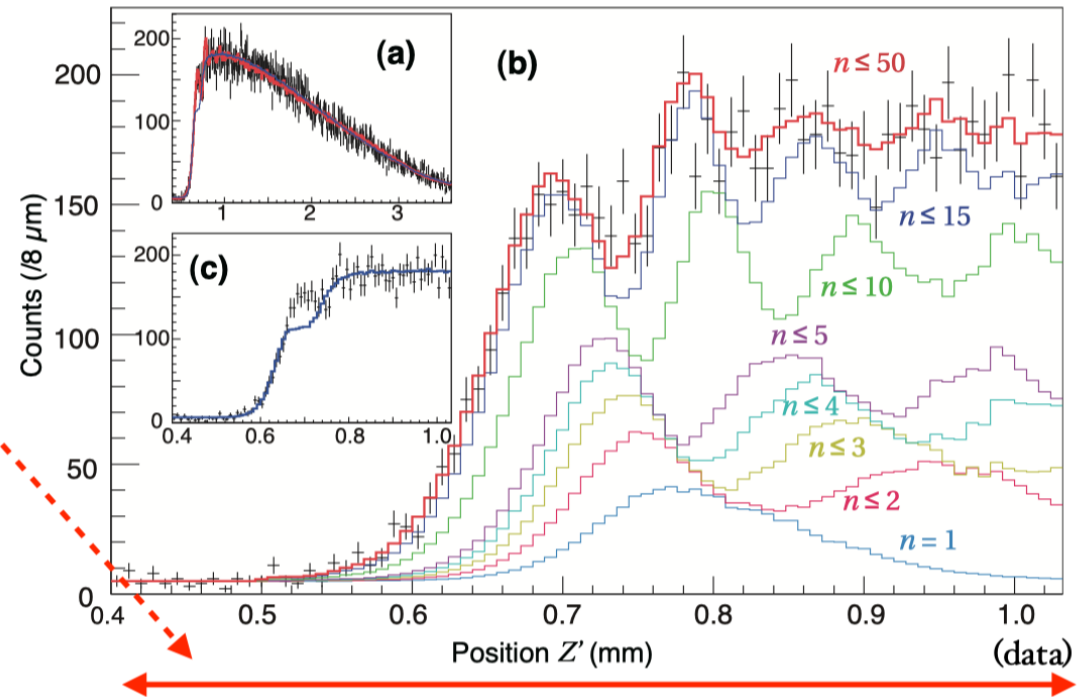 (a)
200
100
0
1 2 3
(b)
n ≤ 50
n ≤ 15
n ≤ 10
n ≤ 5
n ≤ 4
n ≤ 3
n ≤ 2
n = 1
(c)
200
100
0
0.4 0.6 0.8 1.0
Counts (/8 μm)
200
150
100
50
0
0.4 0.5 0.6 0.7 0.8 0.9 1.0
Position Z’ (mm)
(data)